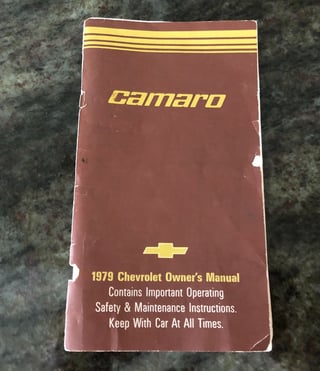 camaro
1979 Chevrolet Owner's Manual
Contains Important Operating
Safety & Maintenance Instructions.
Keep With Car At All Times.